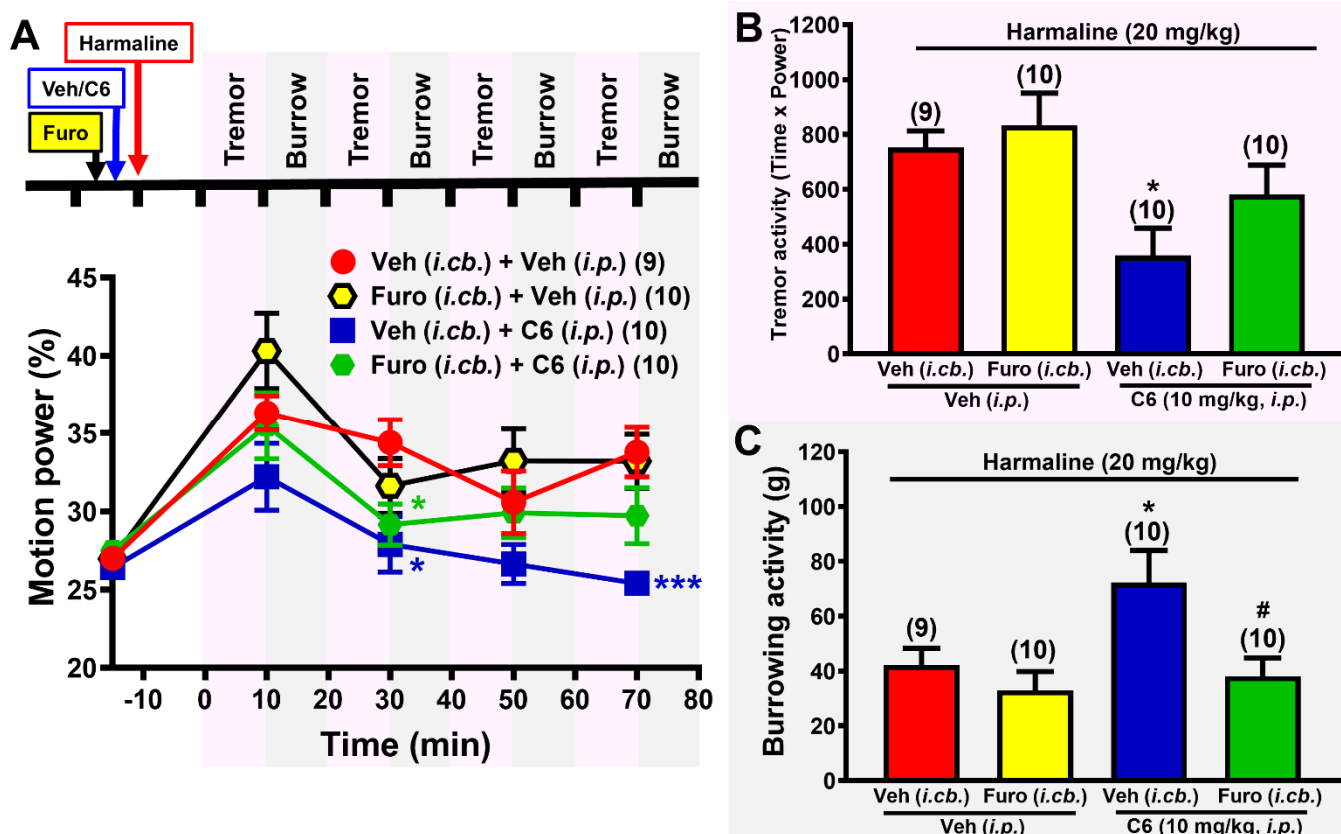 A
Harmaline
Veh/C6
Furo
Tremor
Burrow
Tremor
Burrow
Tremor
Burrow
Tremor
Burrow
Veh (i.cb.) + Veh (i.p.) (9)
Furo (i.cb.) + Veh (i.p.) (10)
Veh (i.cb.) + C6 (i.p.) (10)
Furo (i.cb.) + C6 (i.p.) (10)
Motion power (%)
45
40
35
30
25
20
*
*
***
-10 0 10 20 30 40 50 60 70 80
Time (min)
B
Harmaline (20 mg/kg)
Tremor activity (Time x Power)
1200
1000
800
600
400
200
0
(9)
(10)
*
(10)
(10)
Veh (i.cb.) Furo (i.cb.) Veh (i.cb.) Furo (i.cb.)
Veh (i.p.) C6 (10 mg/kg, i.p.)
C
Harmaline (20 mg/kg)
Burrowing activity (g)
120
100
80
60
40
20
0
(9)
(10)
*
(10)
#
(10)
Veh (i.cb.) Furo (i.cb.) Veh (i.cb.) Furo (i.cb.)
Veh (i.p.) C6 (10 mg/kg, i.p.)